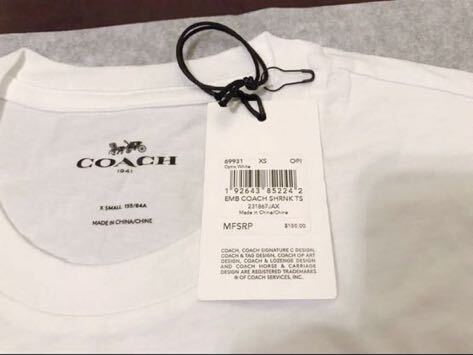 COACH
1941
X SMALL 155/84A
MADE IN CHINA/CHINE
69931 XS OPI
Optic White
1 92643 85224 2
EMB COACH SHRNK TS
231867JAX
Made in China/Chine
MFSRP $150.00
COACH, COACH SIGNATURE C DESIGN,
COACH & TAG DESIGN, COACH OP ART
DESIGN, COACH & LOZENGE DESIGN
AND COACH HORSE & CARRIAGE
DESIGN ARE REGISTERED TRADEMARKS
® OF COACH SERVICES, INC.